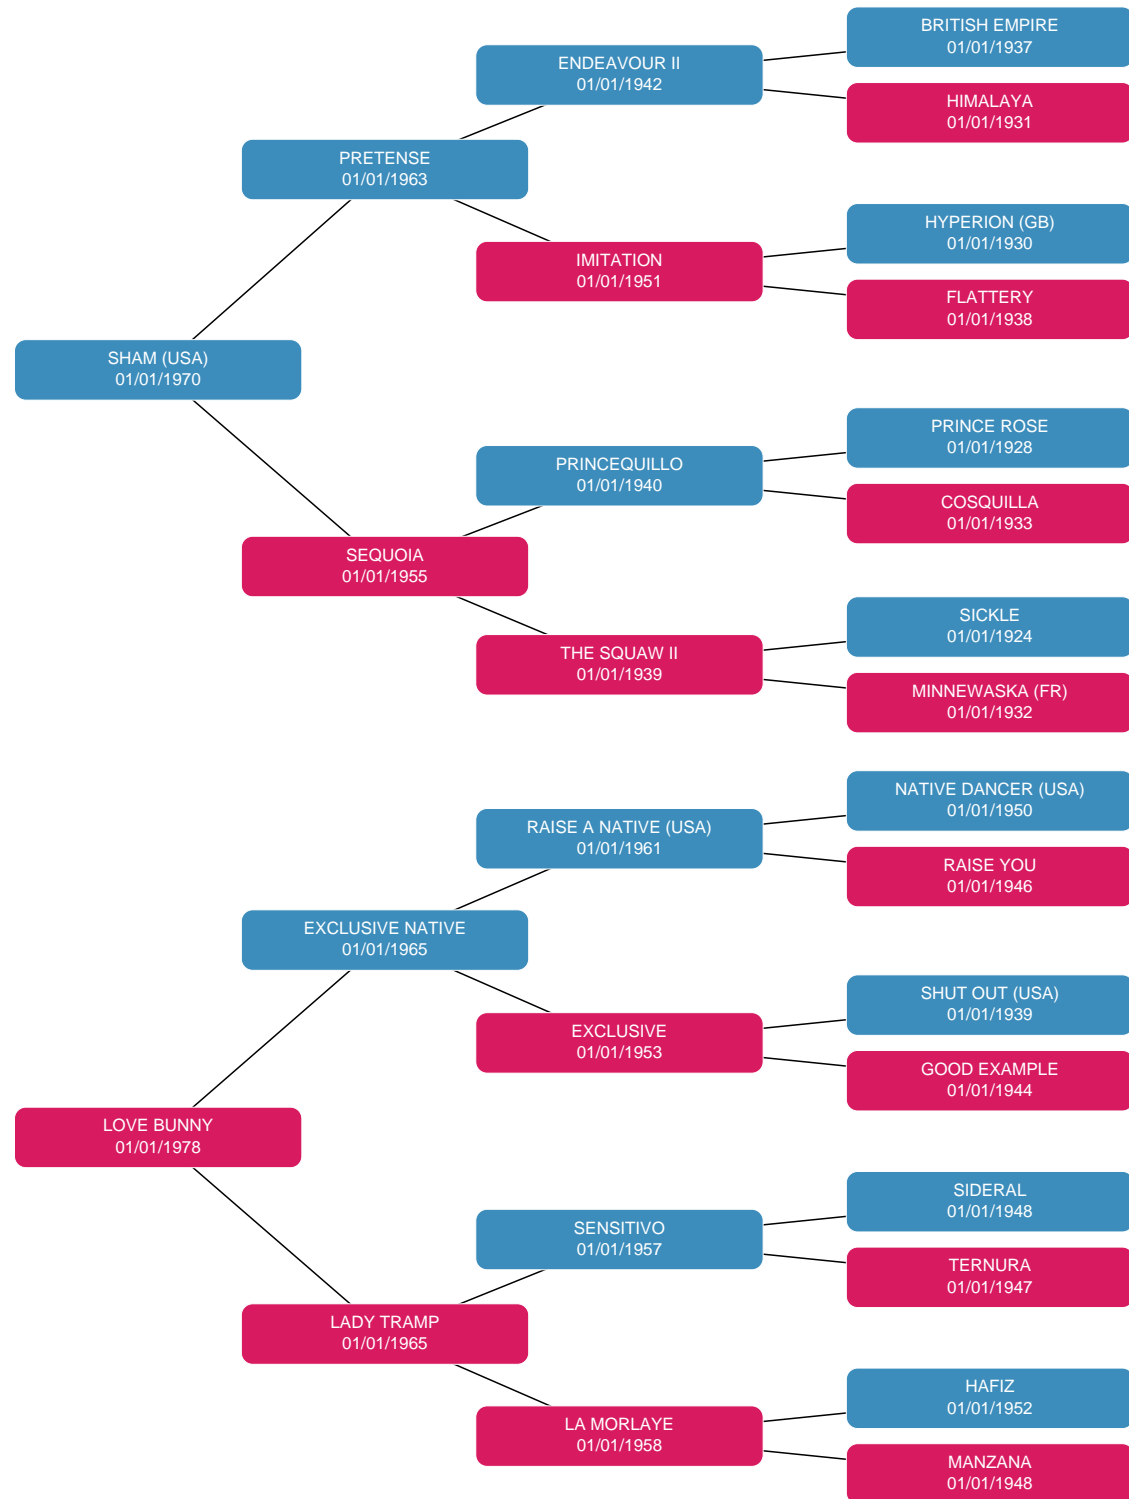 BRITISH EMPIRE
01/01/1937
ENDEAVOUR II
01/01/1942
HIMALAYA
01/01/1931
PRETENSE
01/01/1963
HYPERION (GB)
01/01/1930
IMITATION
01/01/1951
FLATTERY
01/01/1938
SHAM (USA)
01/01/1970
PRINCE ROSE
01/01/1928
PRINCEQUILLO
01/01/1940
COSQUILLA
01/01/1933
SEQUOIA
01/01/1955
SICKLE
01/01/1924
THE SQUAW II
01/01/1939
MINNEWASKA (FR)
01/01/1932
NATIVE DANCER (USA)
01/01/1950
RAISE A NATIVE (USA)
01/01/1961
RAISE YOU
01/01/1946
EXCLUSIVE NATIVE
01/01/1965
SHUT OUT (USA)
01/01/1939
EXCLUSIVE
01/01/1953
GOOD EXAMPLE
01/01/1944
LOVE BUNNY
01/01/1978
SIDERAL
01/01/1948
SENSITIVO
01/01/1957
TERNURA
01/01/1947
LADY TRAMP
01/01/1965
HAFIZ
01/01/1952
LA MORLAYE
01/01/1958
MANZANA
01/01/1948